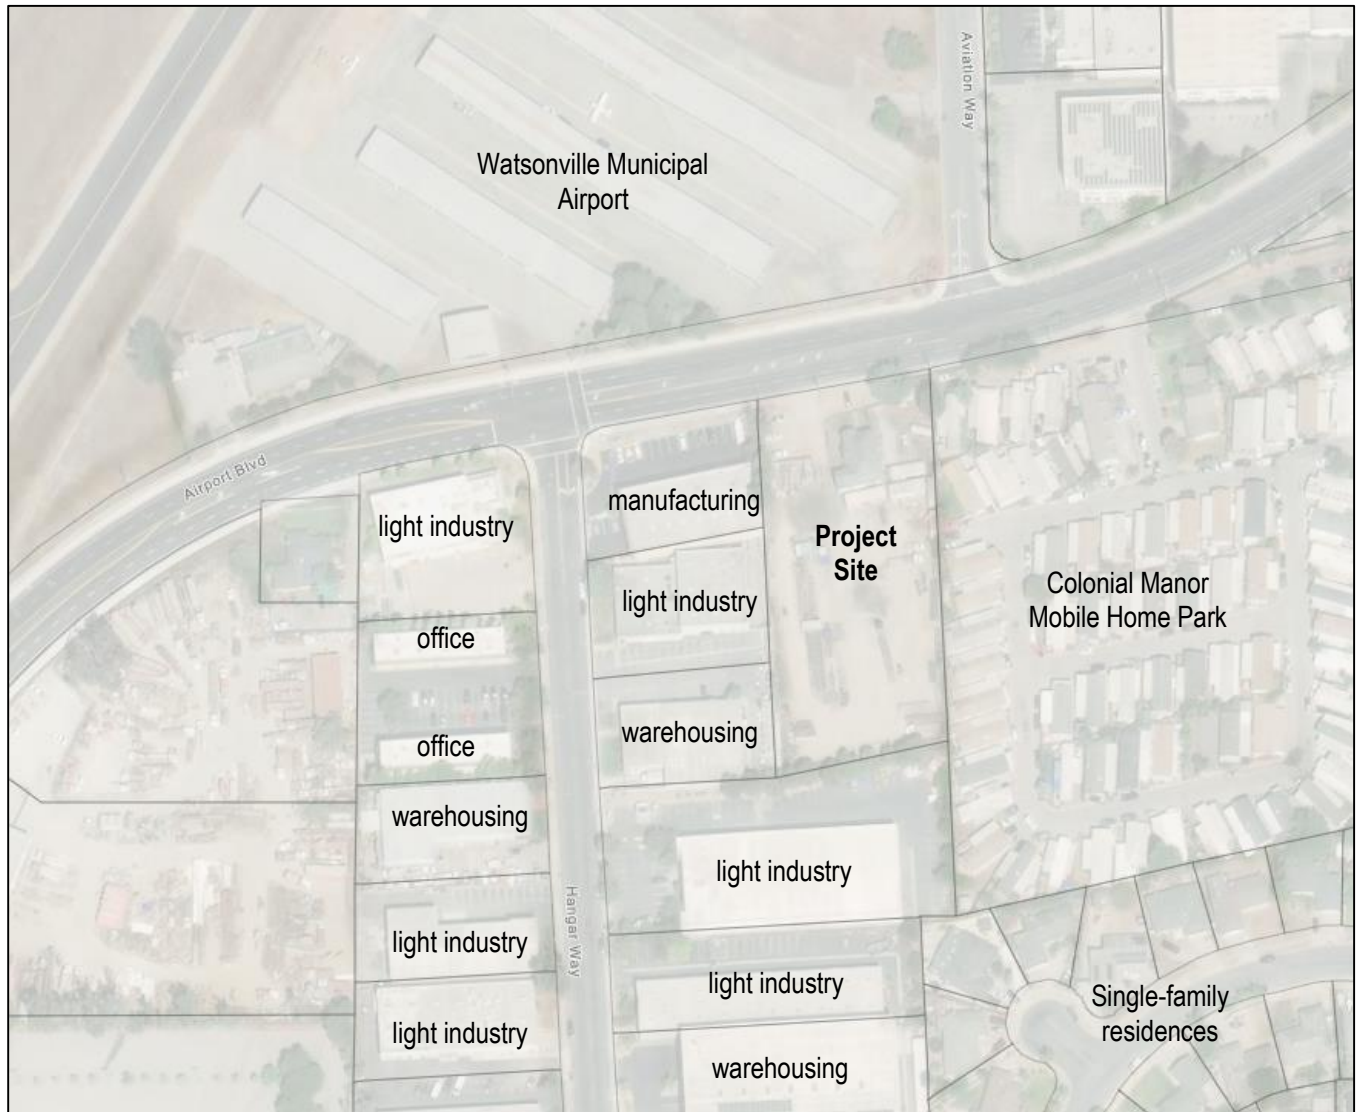 Aviation Way
Watsonville Municipal
Airport
Airport Blvd
light industry
manufacturing
Project
Site
light industry
Colonial Manor
Mobile Home Park
office
office
warehousing
warehousing
light industry
Hangar Way
light industry
light industry
light industry
Single-family
residences
warehousing